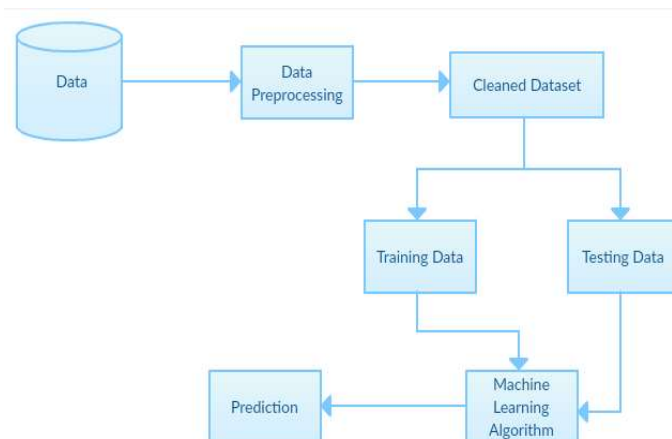 Data
Data
Preprocessing
Cleaned Dataset
Training Data
Testing Data
Prediction
Machine
Learning
Algorithm